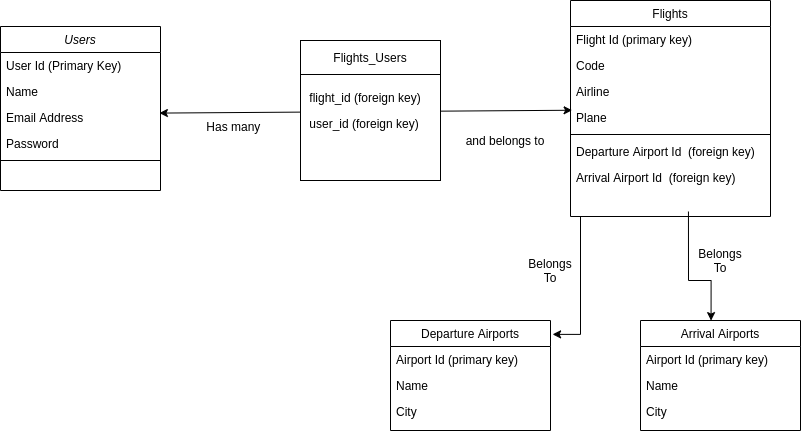 Users
User Id (Primary Key)
Name
Email Address
Password
Has many
Flights_Users
flight_id (foreign key)
user_id (foreign key)
and belongs to
Flights
Flight Id (primary key)
Code
Airline
Plane
Departure Airport Id  (foreign key)
Arrival Airport Id  (foreign key)
Belongs
To
Belongs
To
Departure Airports
Airport Id (primary key)
Name
City
Arrival Airports
Airport Id (primary key)
Name
City